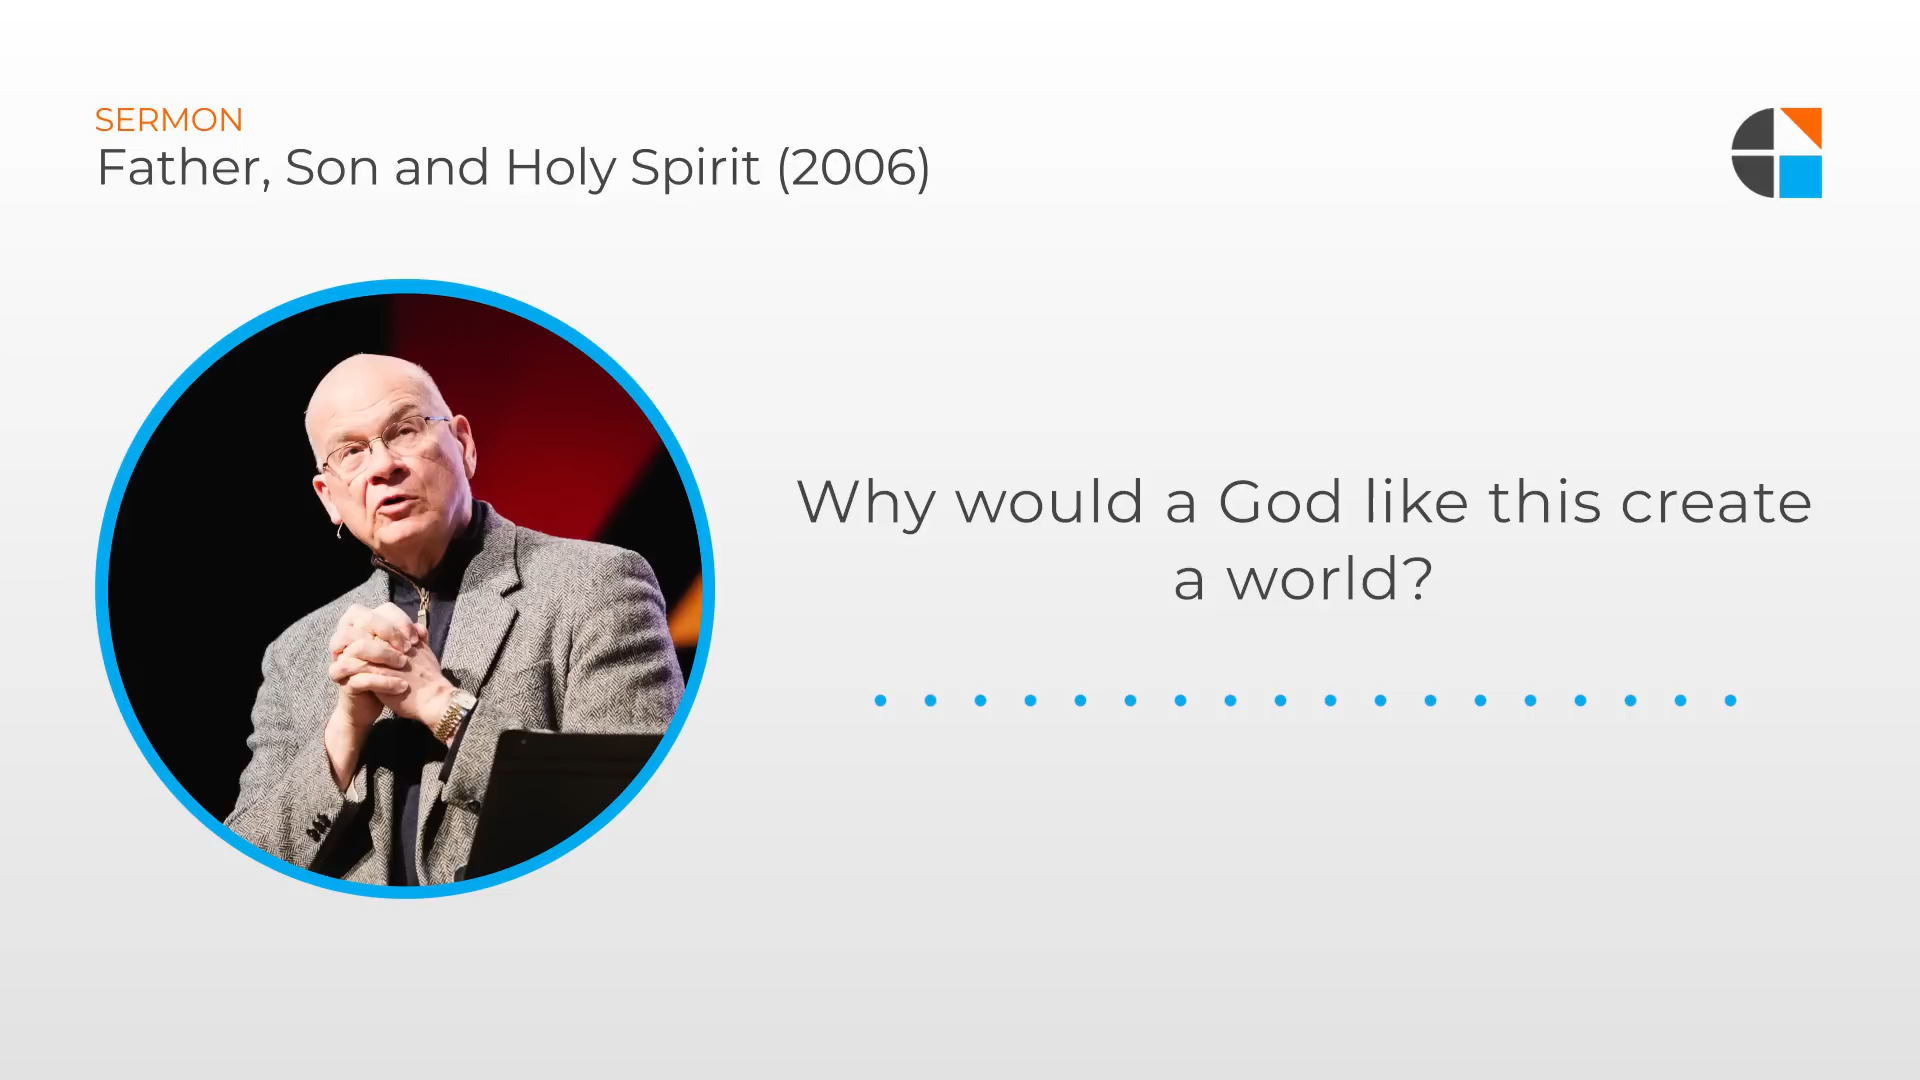 SERMON
Father, Son and Holy Spirit (2006)
Why would a God like this create
a world?